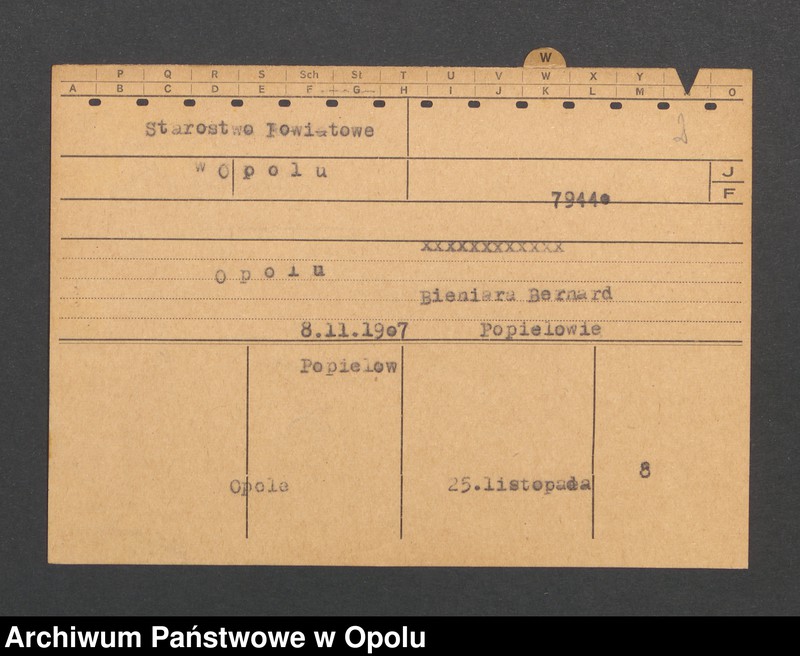 W
P Q R S Sch St T U V W X Y
A B C D E F G H I J K L M O
Starostwo Powiatowe
w Opolu
J
F
7944
xxxxxxxxxxxx
Opolu
Bieniara Bernard
8.11.1907 Popielowie
Popielow
8
Opole 25.listopada
Archiwum Państwowe w Opolu